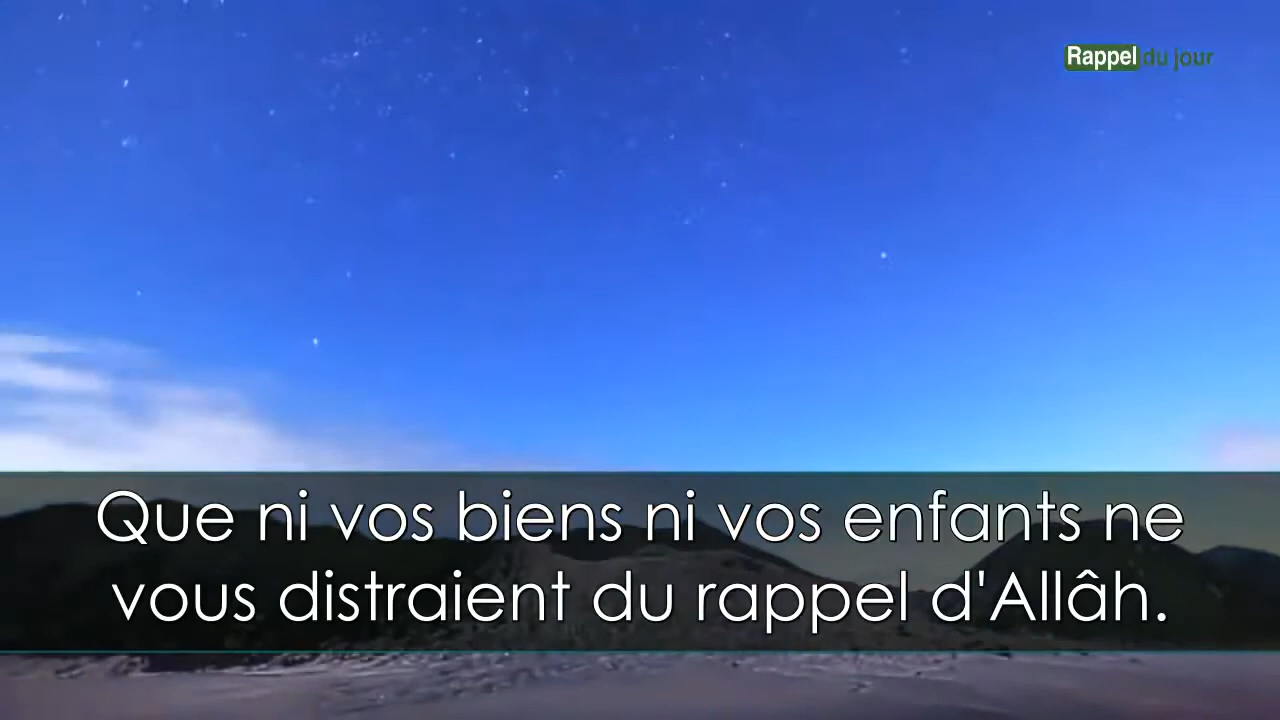 Rappel du jour
Que ni vos biens ni vos enfants ne
vous distraient du rappel d'Allâh.